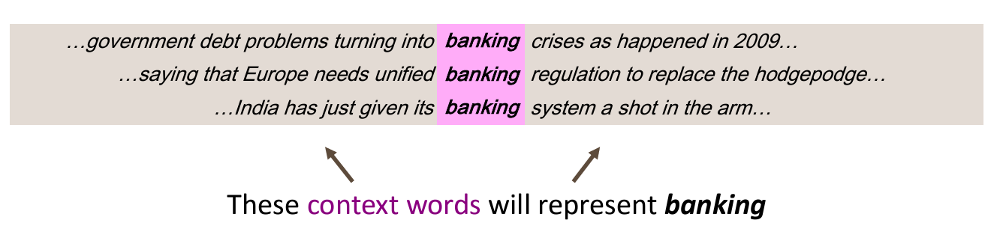 …government debt problems turning into banking crises as happened in 2009…
…saying that Europe needs unified banking regulation to replace the hodgepodge…
…India has just given its banking system a shot in the arm…
These context words will represent banking